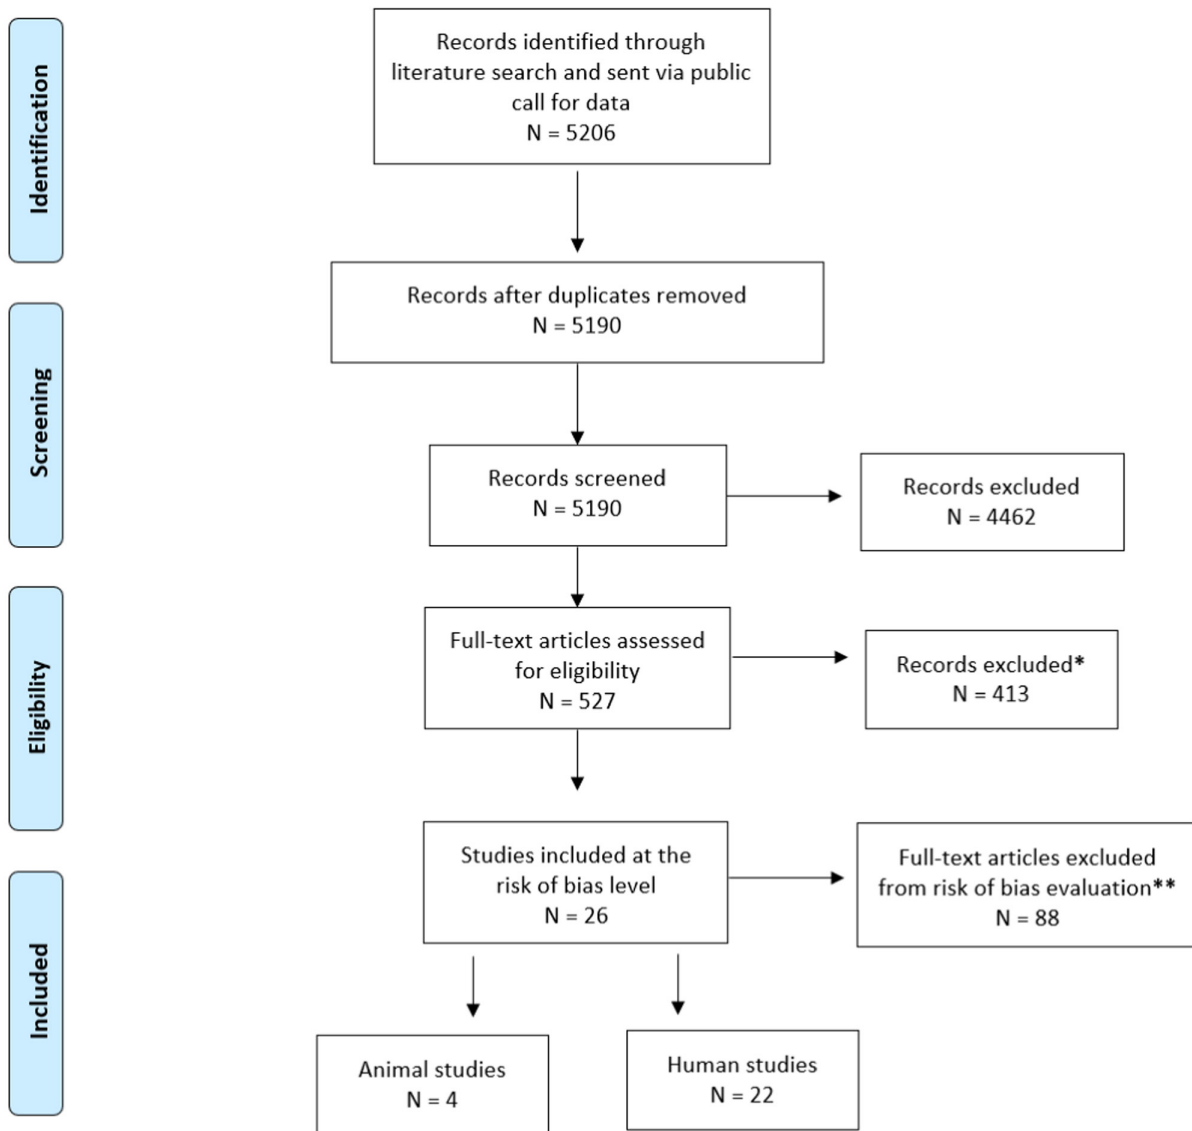 Identification
Records identified through
literature search and sent via public
call for data
N = 5206
Records after duplicates removed
N = 5190
Screening
Records screened
N = 5190
Records excluded
N = 4462
Eligibility
Full-text articles assessed
for eligibility
N = 527
Records excluded*
N = 413
Included
Studies included at the
risk of bias level
N = 26
Full-text articles excluded
from risk of bias evaluation**
N = 88
Animal studies
N = 4
Human studies
N = 22